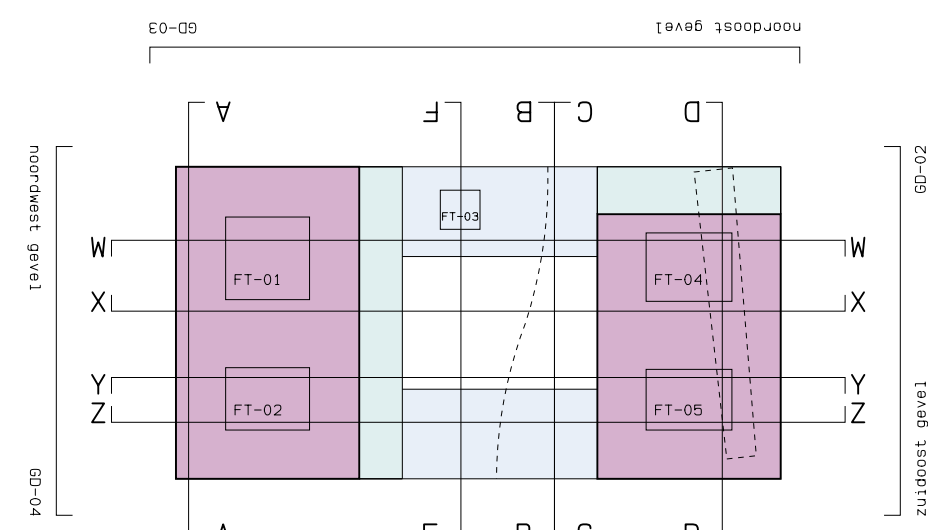 GD-03
noordoost gevel
A
F
B
C
D
noordwest gevel
GD-02
FT-03
W
W
FT-01
FT-04
X
X
Y
Y
FT-02
FT-05
Z
Z
GD-04
zuidoost gevel